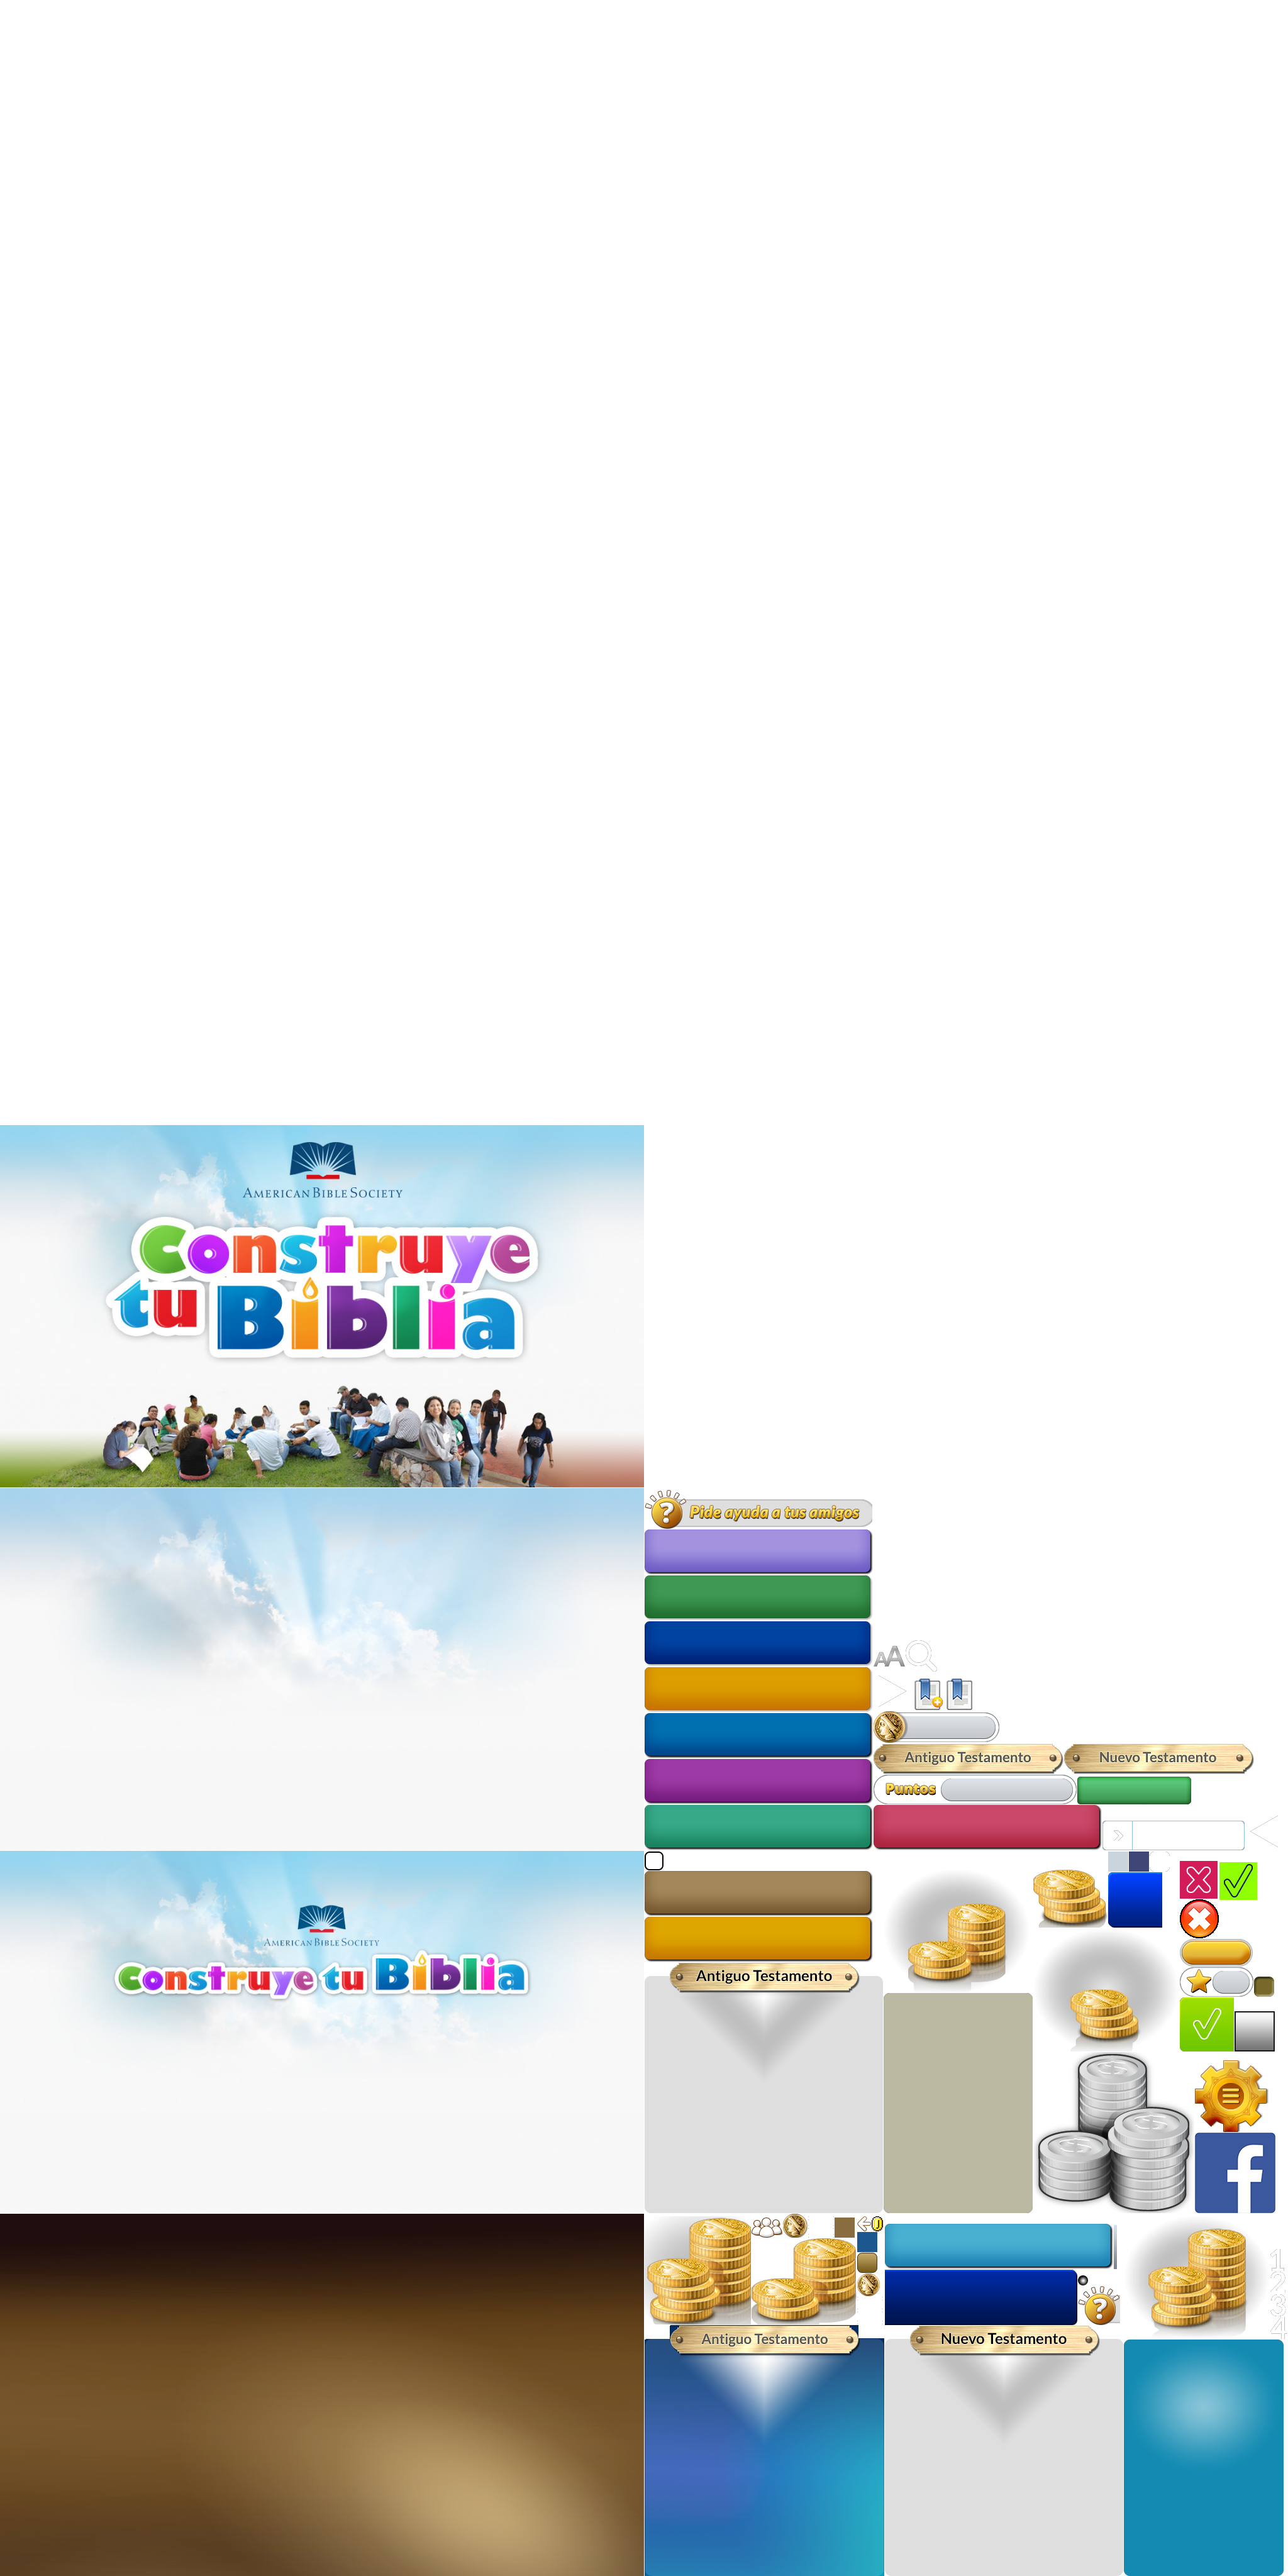 AMERICAN BIBLE SOCIETY
Construye
tu Biblia
Pide ayuda a tus amigos
Antiguo Testamento
Nuevo Testamento
Puntos
AMERICAN BIBLE SOCIETY
Construye tu Biblia
Antiguo Testamento
J
1
2
3
4
Antiguo Testamento
Nuevo Testamento